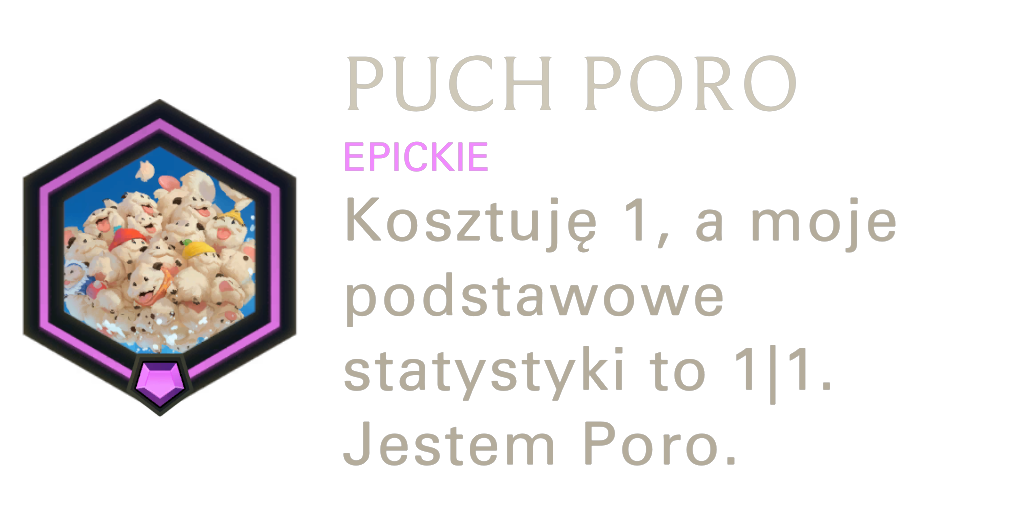 PUCH PORO
EPICKIE
Kosztuję 1, a moje
podstawowe
statystyki to 1|1.
Jestem Poro.